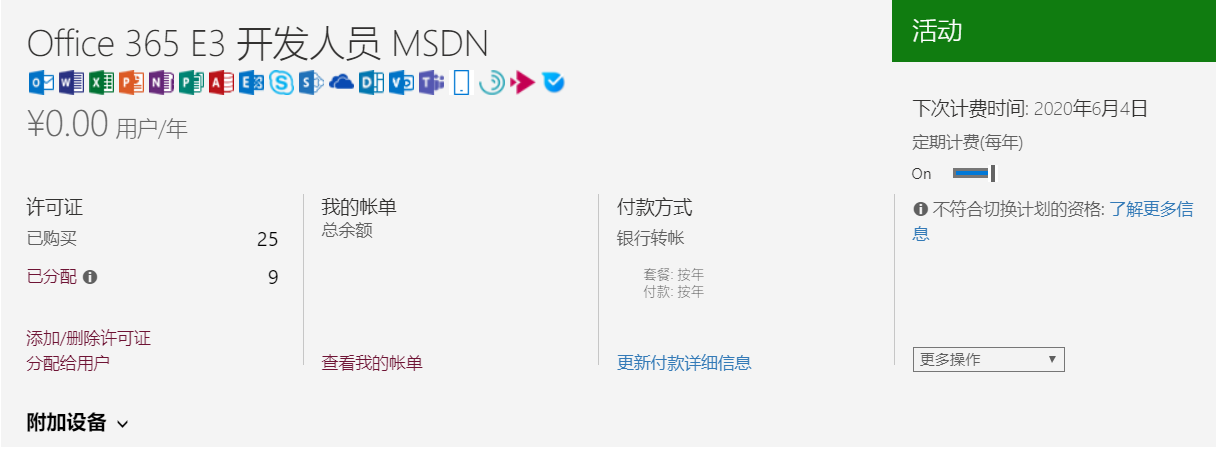 Office 365 E3 开发人员 MSDN
¥0.00 用户/年
活动
下次计费时间: 2020年6月4日
定期计费(每年)
On
不符合切换计划的资格: 了解更多信
息
许可证
已购买 25
已分配 9
添加/删除许可证
分配给用户
我的帐单
总余额
查看我的帐单
付款方式
银行转帐
套餐: 按年
付款: 按年
更新付款详细信息
更多操作
附加设备